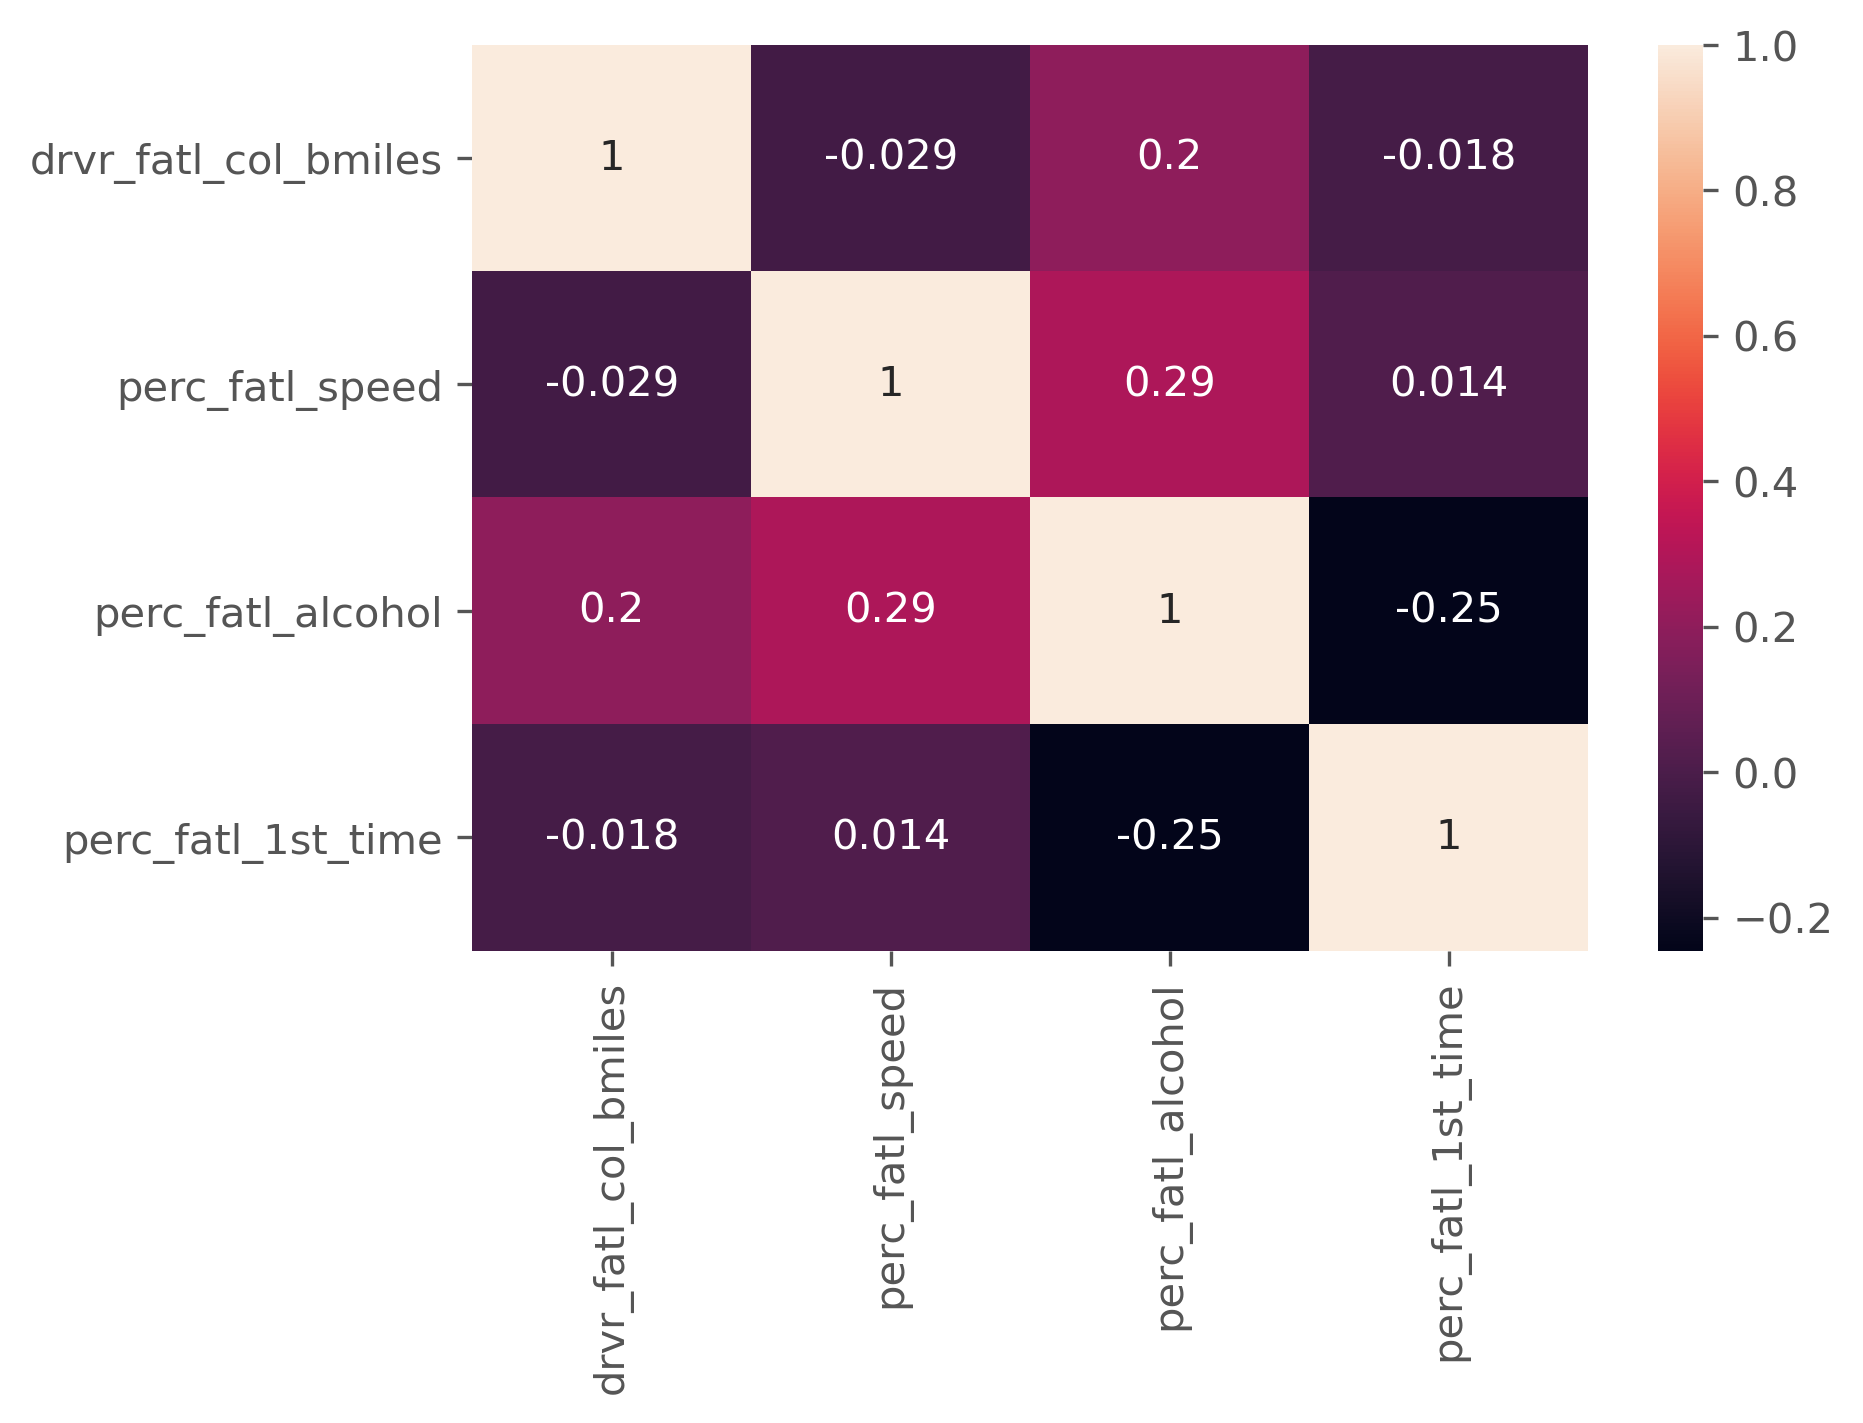 drvr_fatl_col_bmiles 1 -0.029 0.2 -0.018
perc_fatl_speed -0.029 1 0.29 0.014
perc_fatl_alcohol 0.2 0.29 1 -0.25
perc_fatl_1st_time -0.018 0.014 -0.25 1
drvr_fatl_col_bmiles
perc_fatl_speed
perc_fatl_alcohol
perc_fatl_1st_time
1.0
0.8
0.6
0.4
0.2
0.0
−0.2